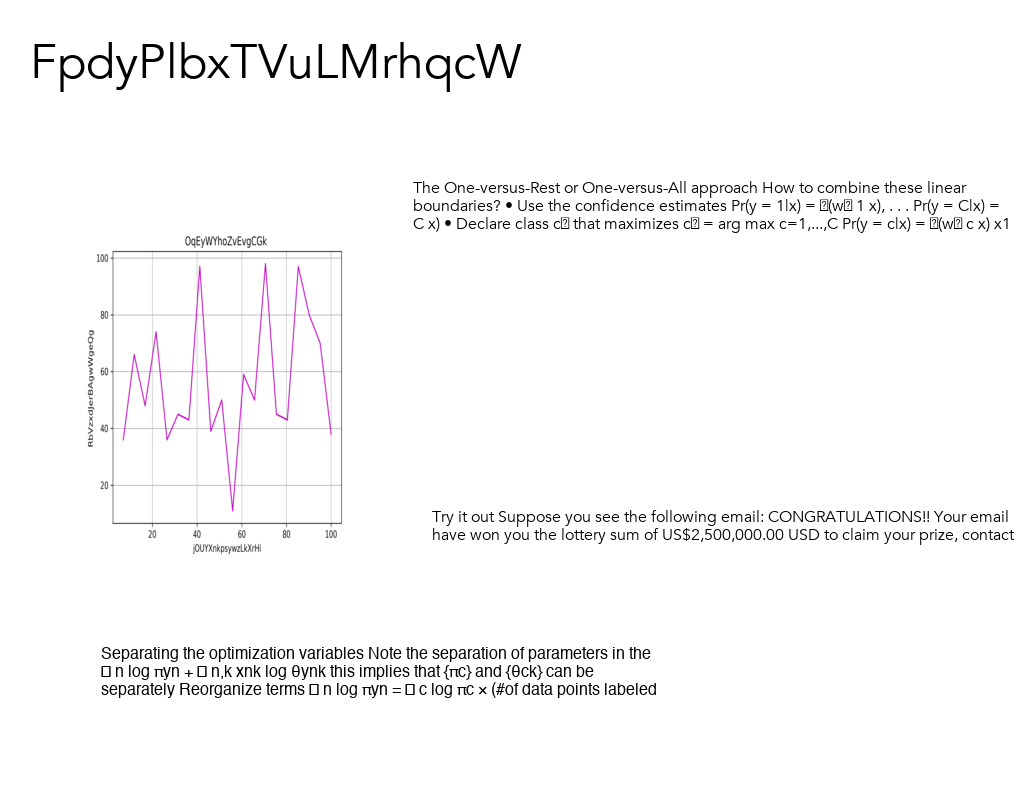 FpdyPlbxTVuLMrhqcW
The One-versus-Rest or One-versus-All approach How to combine these linear
boundaries? • Use the confidence estimates Pr(y = 1|x) = (w 1 x), . . . Pr(y = C|x) =
C x) • Declare class c that maximizes c = arg max c=1,...,C Pr(y = c|x) = (w c x) x1
OqEyWYhoZvEvgCGk
100
80
60
40
20
RbVzxdJerBAgwWgeQg
20 40 60 80 100
jOUYXnkpsywzLkXrHi
Try it out Suppose you see the following email: CONGRATULATIONS!! Your email
have won you the lottery sum of US$2,500,000.00 USD to claim your prize, contact
Separating the optimization variables Note the separation of parameters in the
n log πyn + n,k xnk log θynk this implies that {πc} and {θck} can be
separately Reorganize terms n log πyn = c log πc × (#of data points labeled